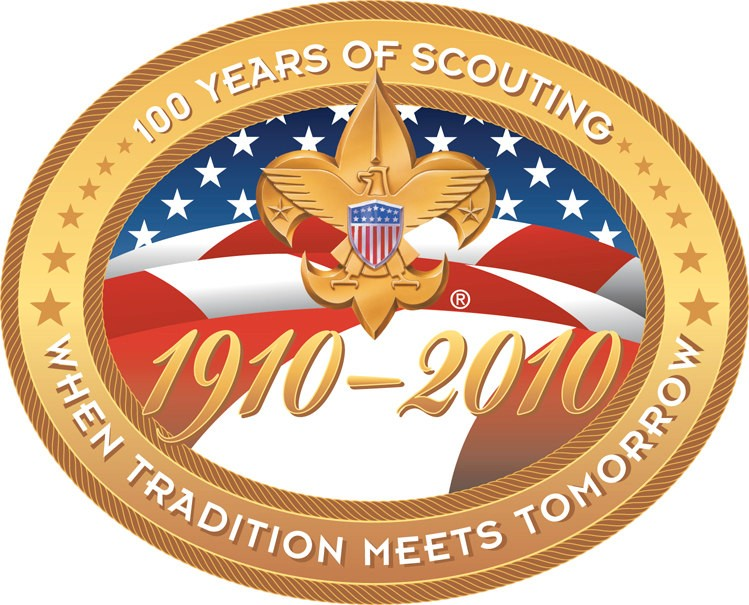 100 YEARS OF SCOUTING
®
1910–2010
WHEN TRADITION MEETS TOMORROW